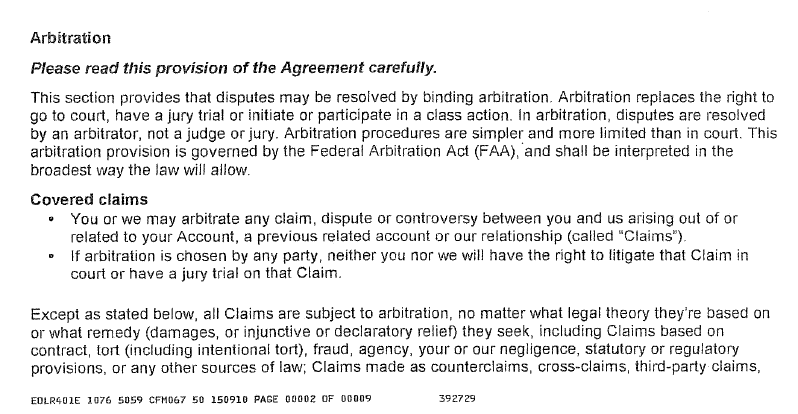 Arbitration
Please read this provision of the Agreement carefully.
This section provides that disputes may be resolved by binding arbitration. Arbitration replaces the right to
go to court, have a jury trial or initiate or participate in a class action. In arbitration, disputes are resolved
by an arbitrator, not a judge or jury. Arbitration procedures are simpler and more limited than in court. This
arbitration provision is governed by the Federal Arbitration Act (FAA), and shall be interpreted in the
broadest way the law will allow.
Covered claims
• You or we may arbitrate any claim, dispute or controversy between you and us arising out of or
related to your Account, a previous related account or our relationship (called “Claims”).
• If arbitration is chosen by any party, neither you nor we will have the right to litigate that Claim in
court or have a jury trial on that Claim.
Except as stated below, all Claims are subject to arbitration, no matter what legal theory they're based on
or what remedy (damages, or injunctive or declaratory relief) they seek, including Claims based on
contract, tort (including intentional tort), fraud, agency, your or our negligence, statutory or regulatory
provisions, or any other sources of law; Claims made as counterclaims, cross-claims, third-party claims,
EOLR401E 1076 5059 CFM067 50 150910 PAGE 00002 OF 00009 392729